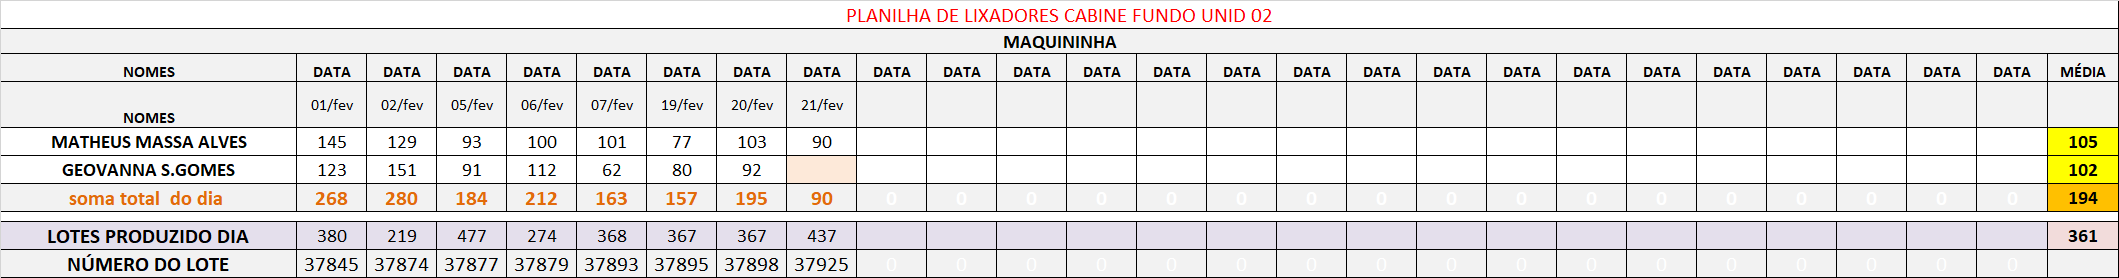 PLANILHA DE LIXADORES CABINE FUNDO UNID 02
MAQUININHA
NOMES DATA DATA DATA DATA DATA DATA DATA DATA DATA DATA DATA DATA DATA DATA DATA DATA DATA DATA DATA DATA DATA DATA DATA DATA DATA MÉDIA
NOMES 01/fev 02/fev 05/fev 06/fev 07/fev 19/fev 20/fev 21/fev
MATHEUS MASSA ALVES 145 129 93 100 101 77 103 90 105
GEOVANNA S.GOMES 123 151 91 112 62 80 92 102
soma total do dia 268 280 184 212 163 157 195 90 0 0 0 0 0 0 0 0 0 0 0 0 0 0 0 0 0 194
LOTES PRODUZIDO DIA 380 219 477 274 368 367 367 437 361
NÚMERO DO LOTE 37845 37874 37877 37879 37893 37895 37898 37925 0 0 0 0 0 0 0 0 0 0 0 0 0 0 0 0 0